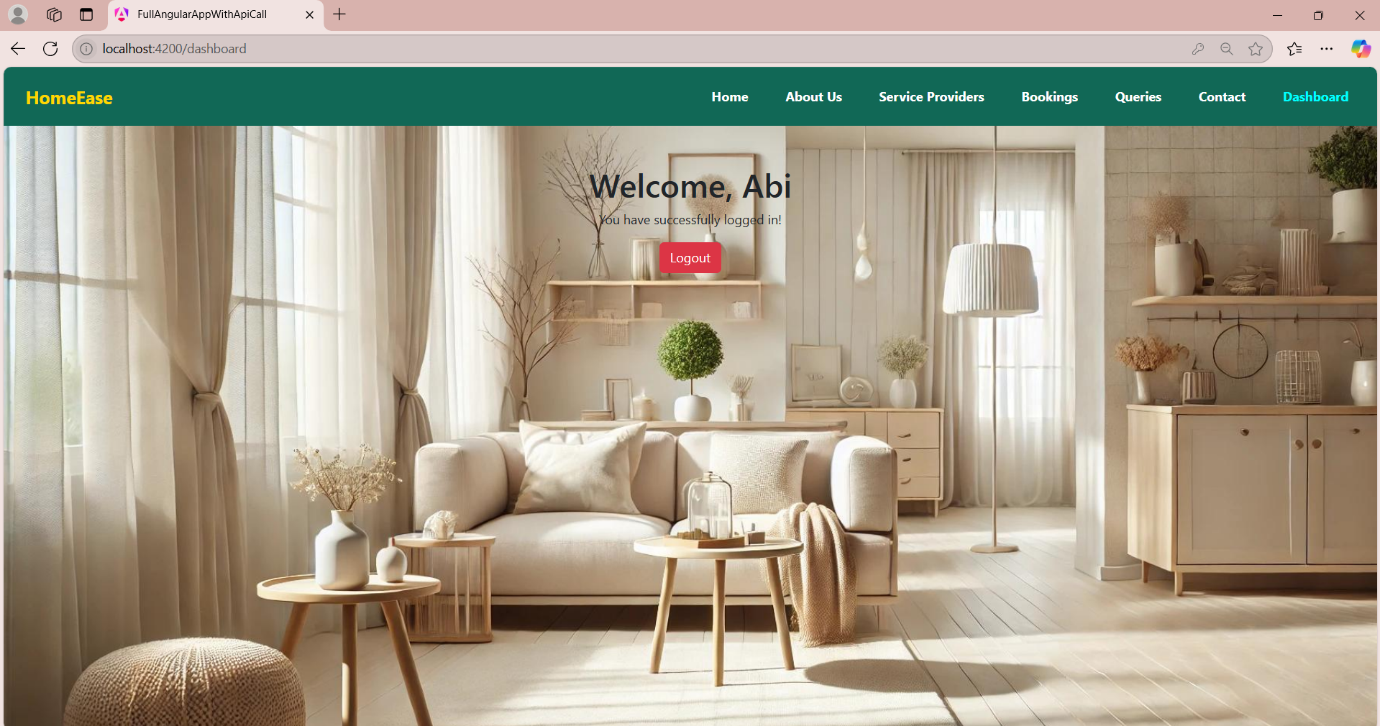 FullAngularAppWithApiCall
localhost:4200/dashboard
HomeEase
Home About Us Service Providers Bookings Queries Contact Dashboard
Welcome, Abi
You have successfully logged in!
Logout